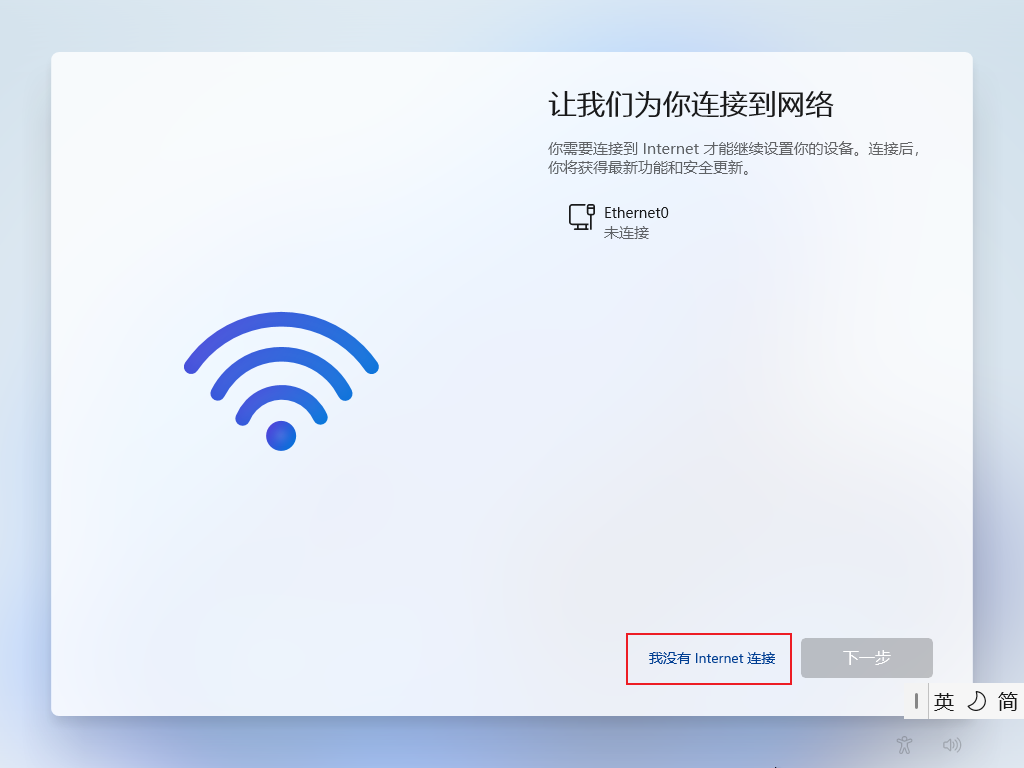 让我们为你连接到网络
你需要连接到 Internet 才能继续设置你的设备。连接后，
你将获得最新功能和安全更新。
Ethernet0
未连接
我没有 Internet 连接
下一步
英 简